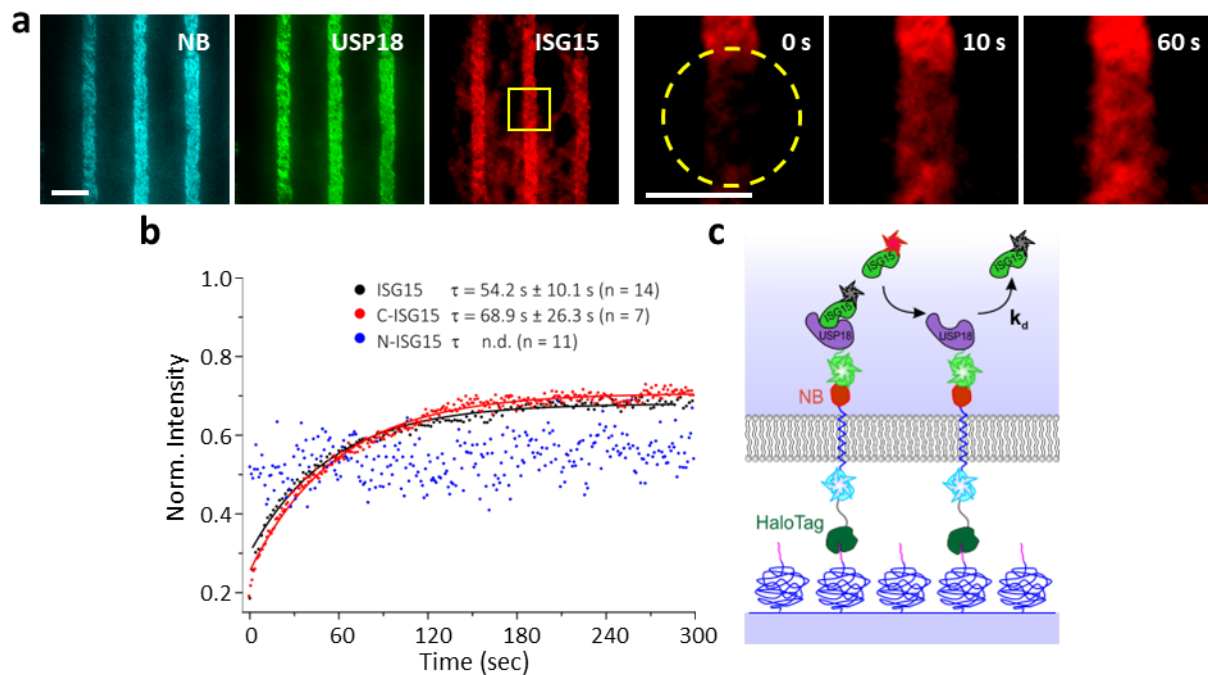 a
NB
USP18
ISG15
0 s
10 s
60 s
b
1.0
0.8
0.6
0.4
0.2
Norm. Intensity
ISG15 τ = 54.2 s ± 10.1 s (n = 14)
C-ISG15 τ = 68.9 s ± 26.3 s (n = 7)
N-ISG15 τ n.d. (n = 11)
0 60 120 180 240 300
Time (sec)
c
ISG15
ISG15
ISG15
USP18
USP18
kd
NB
HaloTag